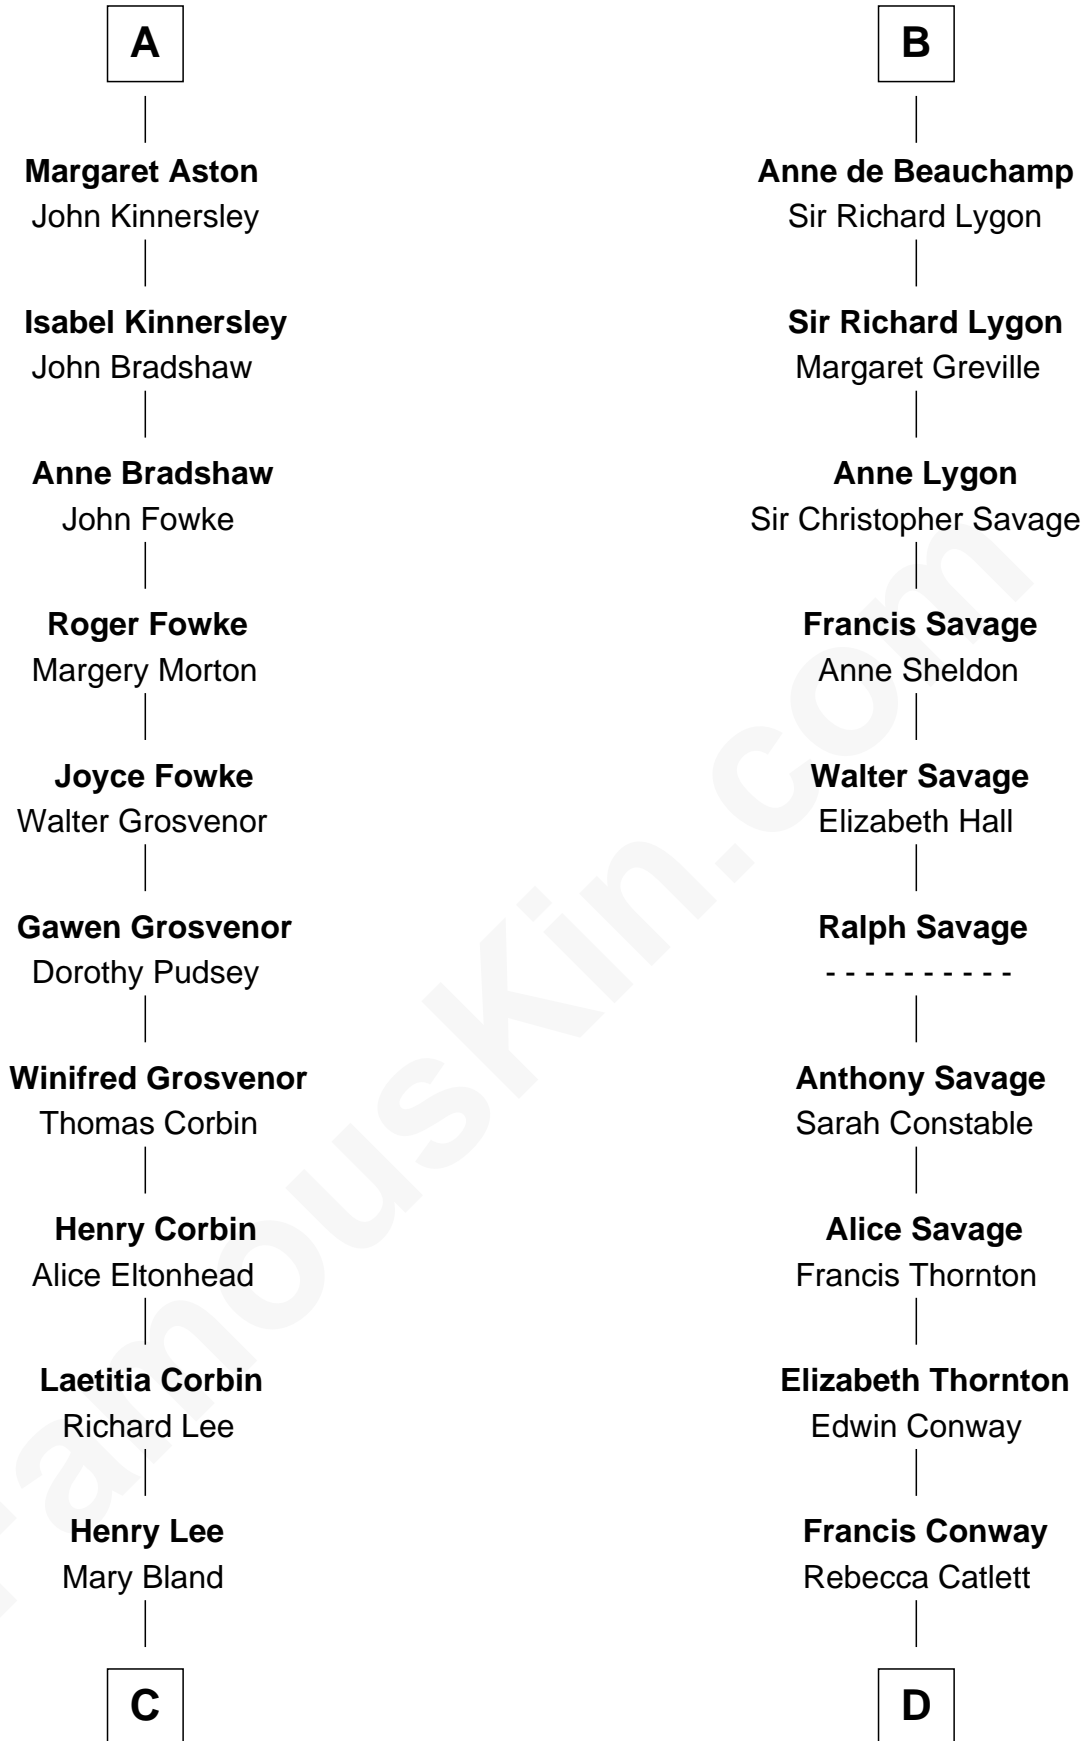 A
Margaret Aston
John Kinnersley
Isabel Kinnersley
John Bradshaw
Anne Bradshaw
John Fowke
Roger Fowke
Margery Morton
Joyce Fowke
Walter Grosvenor
Gawen Grosvenor
Dorothy Pudsey
Winifred Grosvenor
Thomas Corbin
Henry Corbin
Alice Eltonhead
Laetitia Corbin
Richard Lee
Henry Lee
Mary Bland
C
B
Anne de Beauchamp
Sir Richard Lygon
Sir Richard Lygon
Margaret Greville
Anne Lygon
Sir Christopher Savage
Francis Savage
Anne Sheldon
Walter Savage
Elizabeth Hall
Ralph Savage
- - - - - - - - - -
Anthony Savage
Sarah Constable
Alice Savage
Francis Thornton
Elizabeth Thornton
Edwin Conway
Francis Conway
Rebecca Catlett
D
FamousKin.com